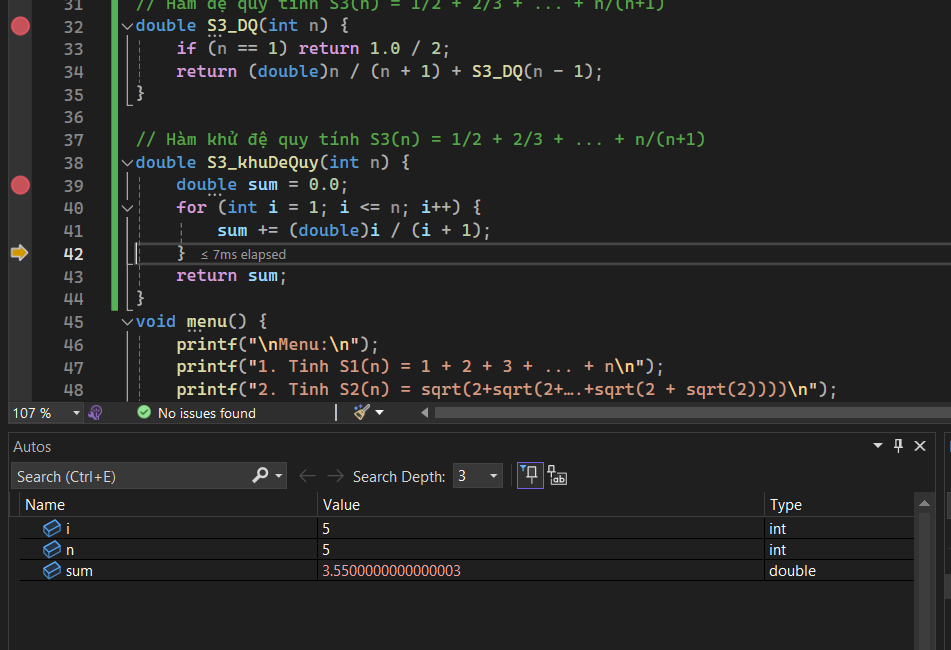 31 // Hàm đệ quy tính S3(n) = 1/2 + 2/3 + ... + n/(n+1)
32 double S3_DQ(int n) {
33 if (n == 1) return 1.0 / 2;
34 return (double)n / (n + 1) + S3_DQ(n - 1);
35 }
36
37 // Hàm khử đệ quy tính S3(n) = 1/2 + 2/3 + ... + n/(n+1)
38 double S3_khuDeQuy(int n) {
39 double sum = 0.0;
40 for (int i = 1; i <= n; i++) {
41 sum += (double)i / (i + 1);
42 } ≤ 7ms elapsed
43 return sum;
44 }
45 void menu() {
46 printf("\nMenu:\n");
47 printf("1. Tinh S1(n) = 1 + 2 + 3 + ... + n\n");
48 printf("2. Tinh S2(n) = sqrt(2+sqrt(2+….+sqrt(2 + sqrt(2))))\n");
107 % No issues found
Autos
Search (Ctrl+E) Search Depth: 3
Name Value Type
i 5 int
n 5 int
sum 3.5500000000000003 double